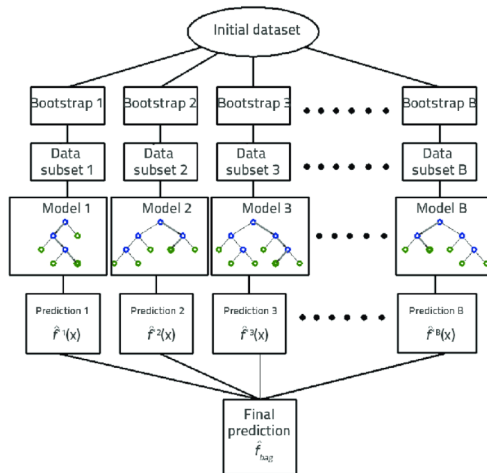 Initial dataset
Bootstrap 1
Bootstrap 2
Bootstrap 3
Bootstrap B
Data
subset 1
Data
subset 2
Data
subset 3
Data
subset B
Model 1
Model 2
Model 3
Model B
Prediction 1
f̂ ¹(x)
Prediction 2
f̂ ²(x)
Prediction 3
f̂ ³(x)
Prediction B
f̂ ᴮ(x)
Final
prediction
f̂ bag